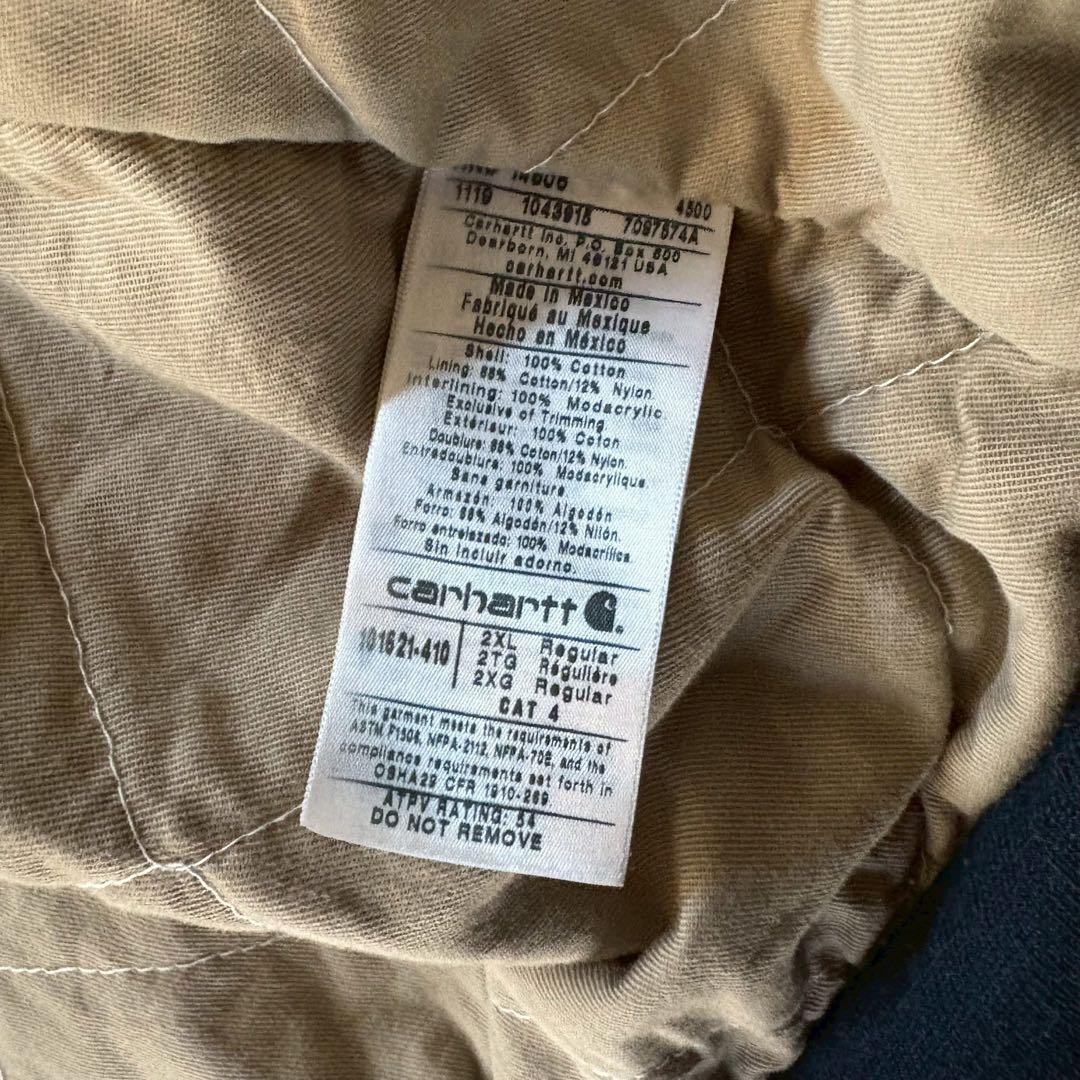 14806
4500
1119 1043915 7097574A
Carhartt Inc. P.O. Box 600
Dearborn, MI 48121 USA
carhartt.com
Made in Mexico
Fabriqué au Mexique
Hecho en México
Shell: 100% Cotton
Lining: 88% Cotton/12% Nylon.
Interlining: 100% Modacrylic
Exclusive of Trimming
Extérieur: 100% Coton
Doublure: 88% Coton/12% Nylon.
Entredoublure: 100% Modacrylique
Sans garniture
Armazón: 100% Algodón
Forro: 88% Algodón/12% Nilón.
Forro entrelazado: 100% Modacrílica.
Sin incluir adorno.
carhartt
101621-410
2XL Regular
2TG Régulière
2XG Regular
CAT 4
This garment meets the requirements of
ASTM F1506, NFPA-2112, NFPA-70E, and the
compliance requirements set forth in
OSHA29 CFR 1910-269
ATPV RATING: 54
DO NOT REMOVE